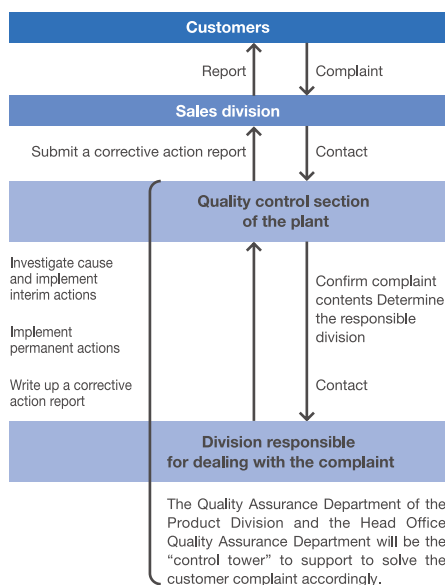 Customers
Report
Complaint
Sales division
Submit a corrective action report
Contact
Quality control section
of the plant
Investigate cause
and implement
interim actions
Implement
permanent actions
Write up a corrective
action report
Confirm complaint
contents Determine
the responsible
division
Contact
Division responsible
for dealing with the complaint
The Quality Assurance Department of the
Product Division and the Head Office
Quality Assurance Department will be the
“control tower” to support to solve the
customer complaint accordingly.